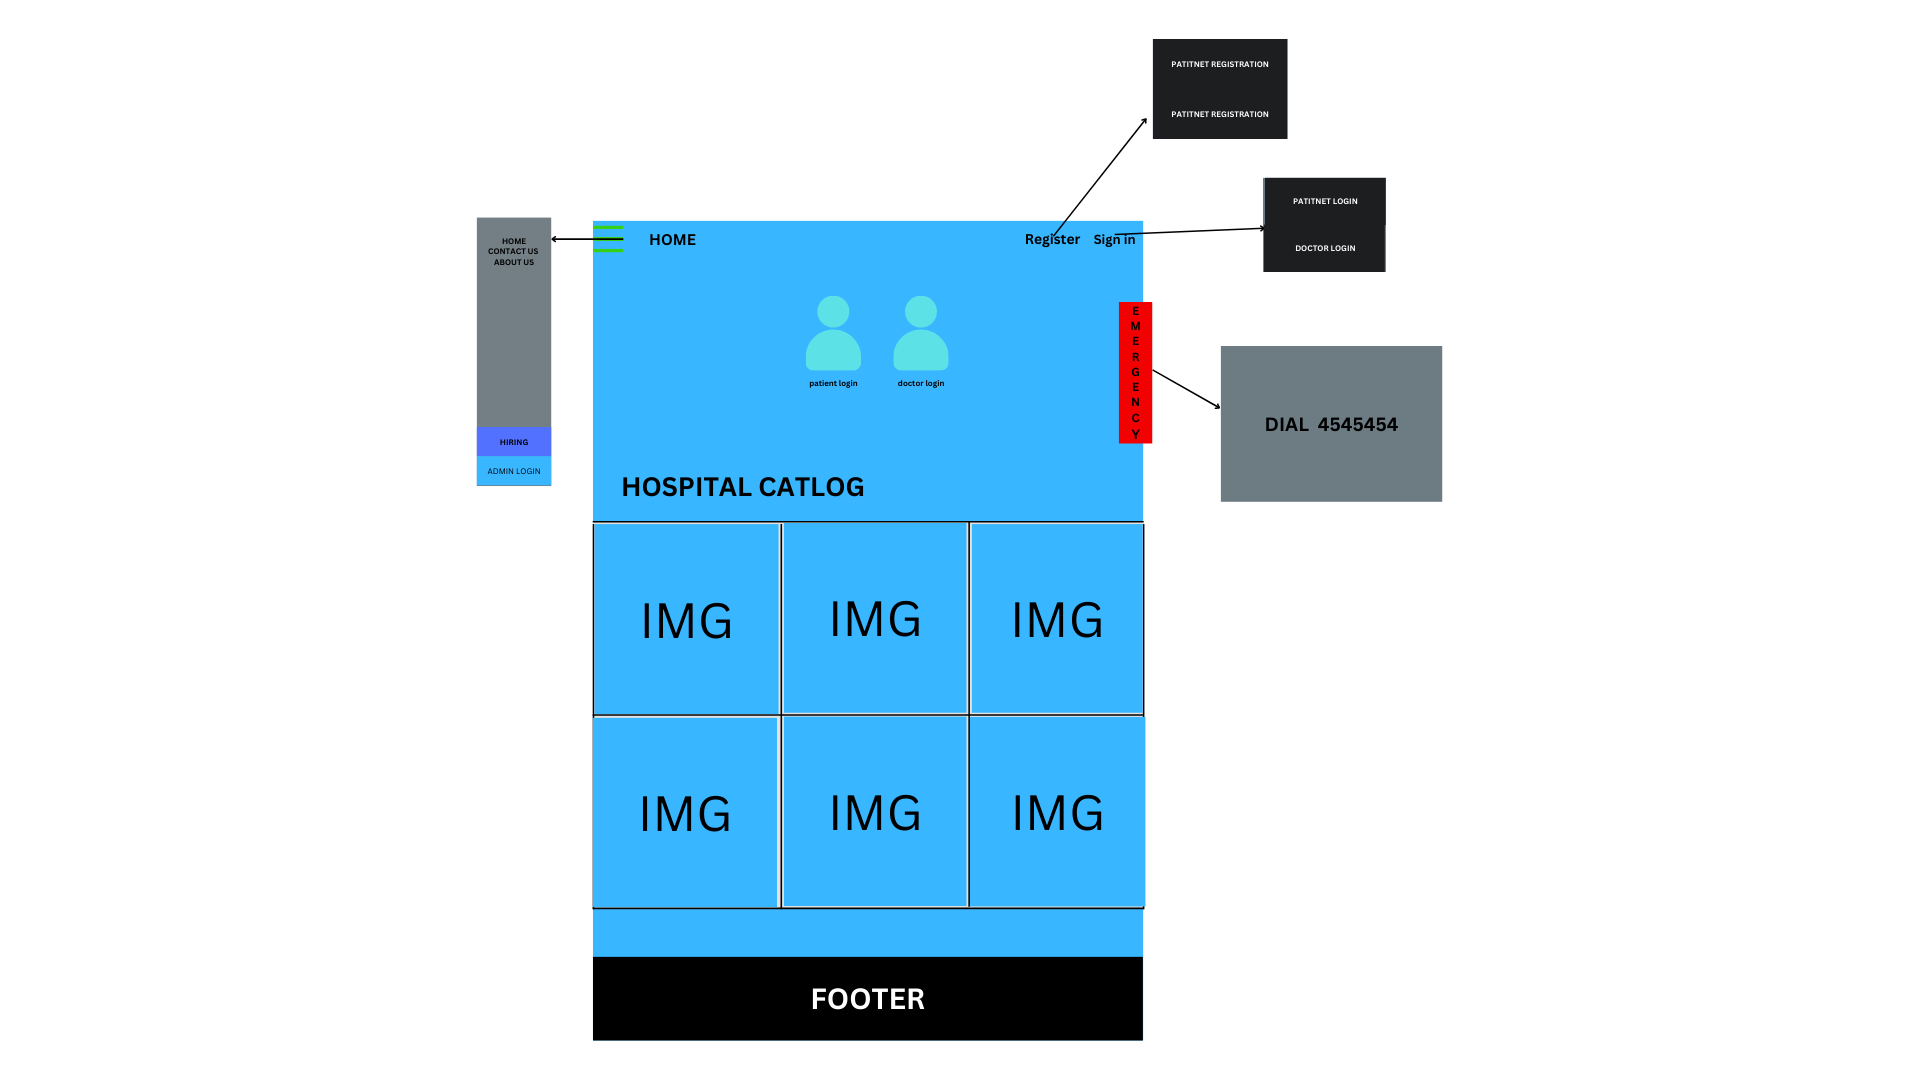 PATITNET REGISTRATION
PATITNET REGISTRATION
PATITNET LOGIN
DOCTOR LOGIN
HOME
CONTACT US
ABOUT US
HIRING
ADMIN LOGIN
HOME
Register
Sign in
patient login
doctor login
E
M
E
R
G
E
N
C
Y
DIAL 4545454
HOSPITAL CATLOG
IMG
IMG
IMG
IMG
IMG
IMG
FOOTER